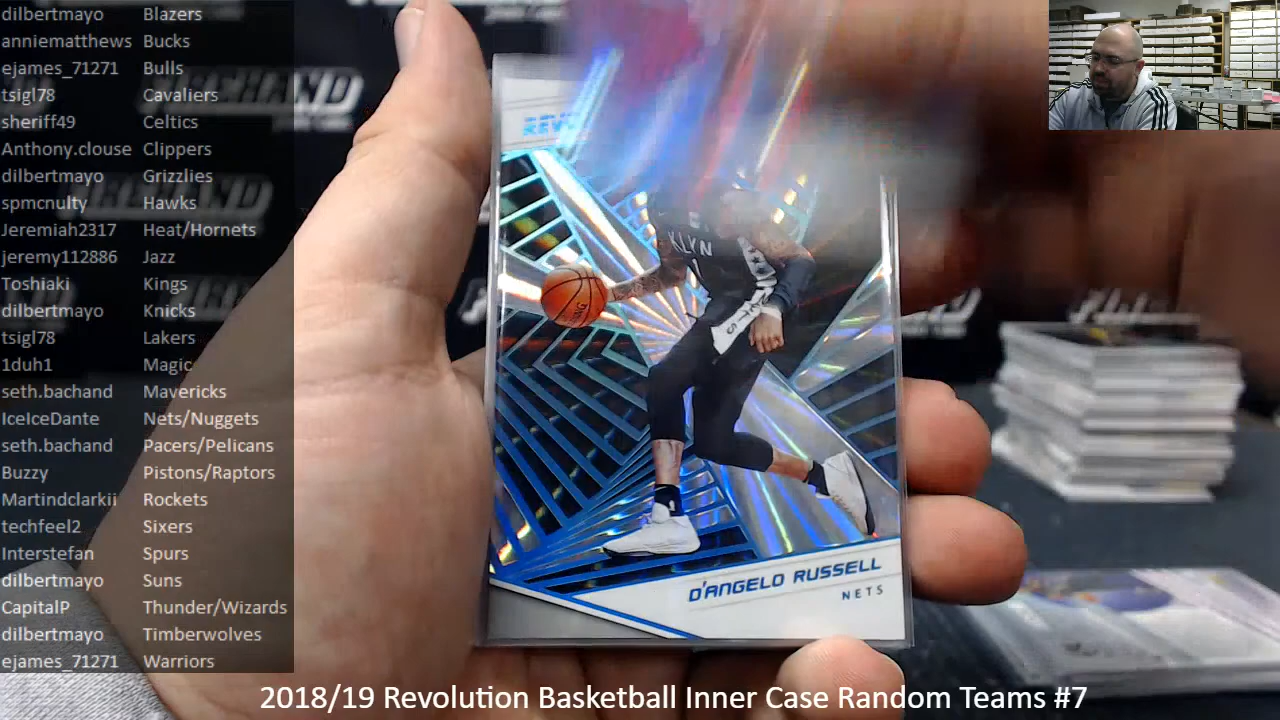 dilbertmayo Blazers
anniematthews Bucks
ejames_71271 Bulls
tsigl78 Cavaliers
sheriff49 Celtics
Anthony.clouse Clippers
dilbertmayo Grizzlies
spmcnulty Hawks
Jeremiah2317 Heat/Hornets
jeremy112886 Jazz
Toshiaki Kings
dilbertmayo Knicks
tsigl78 Lakers
1duh1 Magic
seth.bachand Mavericks
IceIceDante Nets/Nuggets
seth.bachand Pacers/Pelicans
Buzzy Pistons/Raptors
Martindclarkii Rockets
techfeel2 Sixers
Interstefan Spurs
dilbertmayo Suns
CapitalP Thunder/Wizards
dilbertmayo Timberwolves
ejames_71271 Warriors
KLYN
D'ANGELO RUSSELL
NETS
2018/19 Revolution Basketball Inner Case Random Teams #7